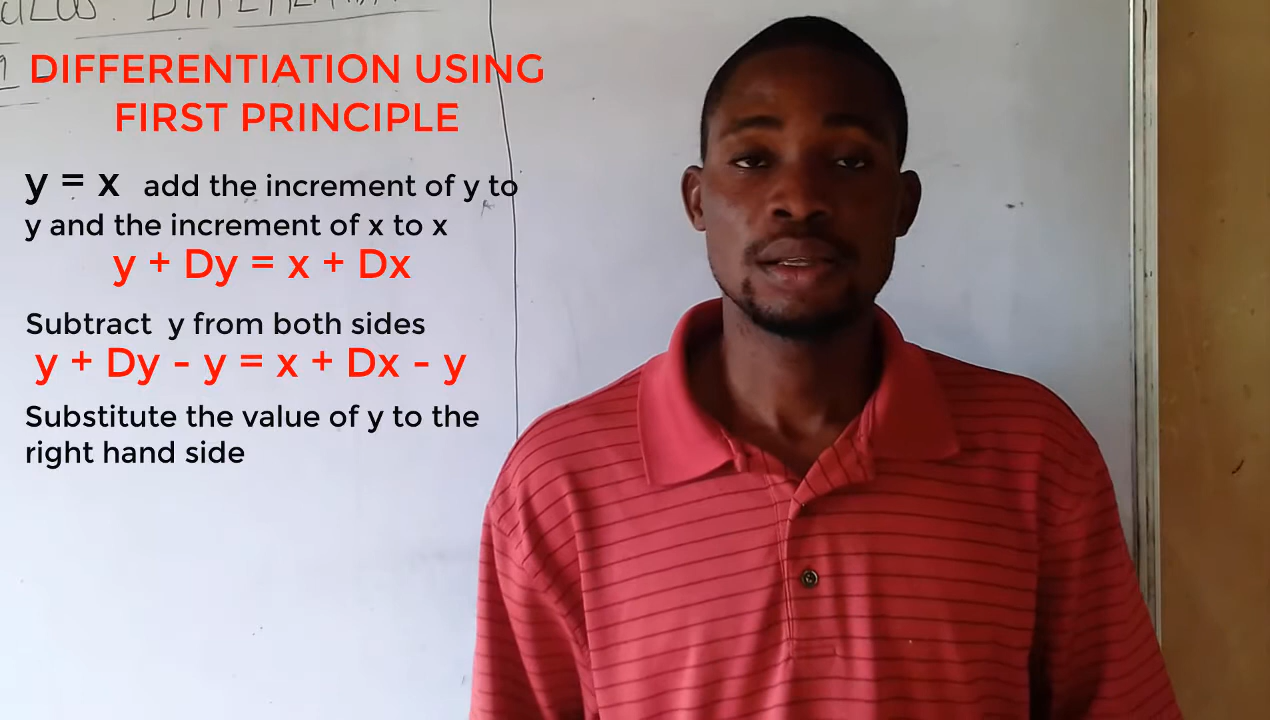 DIFFERENTIATION USING
FIRST PRINCIPLE
y = x add the increment of y to
y and the increment of x to x
y + Dy = x + Dx
Subtract y from both sides
y + Dy - y = x + Dx - y
Substitute the value of y to the
right hand side